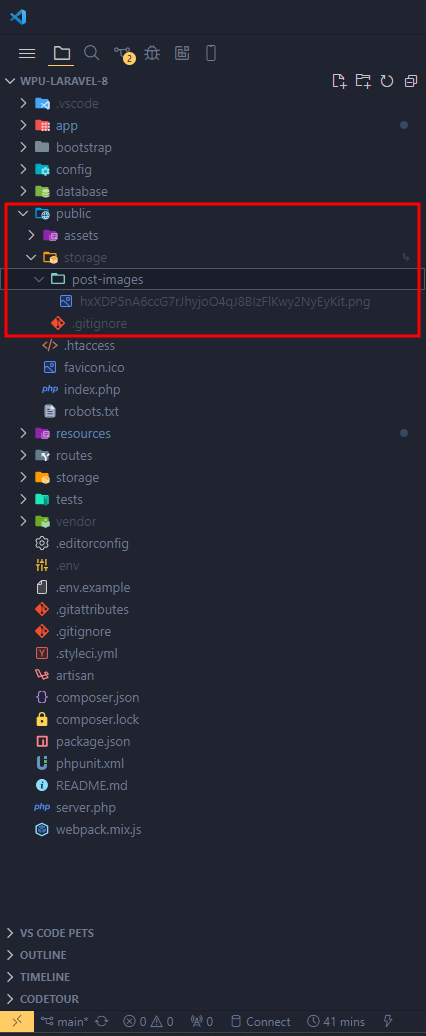 2
WPU-LARAVEL-8
.vscode
app
bootstrap
config
database
public
assets
storage
post-images
hxXDP5nA6ccG7rJhyjoO4qJ8BIzFlKwy2NyEyKit.png
.gitignore
.htaccess
favicon.ico
php index.php
robots.txt
resources
routes
storage
tests
vendor
.editorconfig
.env
.env.example
.gitattributes
.gitignore
.styleci.yml
artisan
composer.json
composer.lock
package.json
phpunit.xml
README.md
php server.php
webpack.mix.js
VS CODE PETS
OUTLINE
TIMELINE
CODETOUR
main* 0 0 0 Connect 41 mins